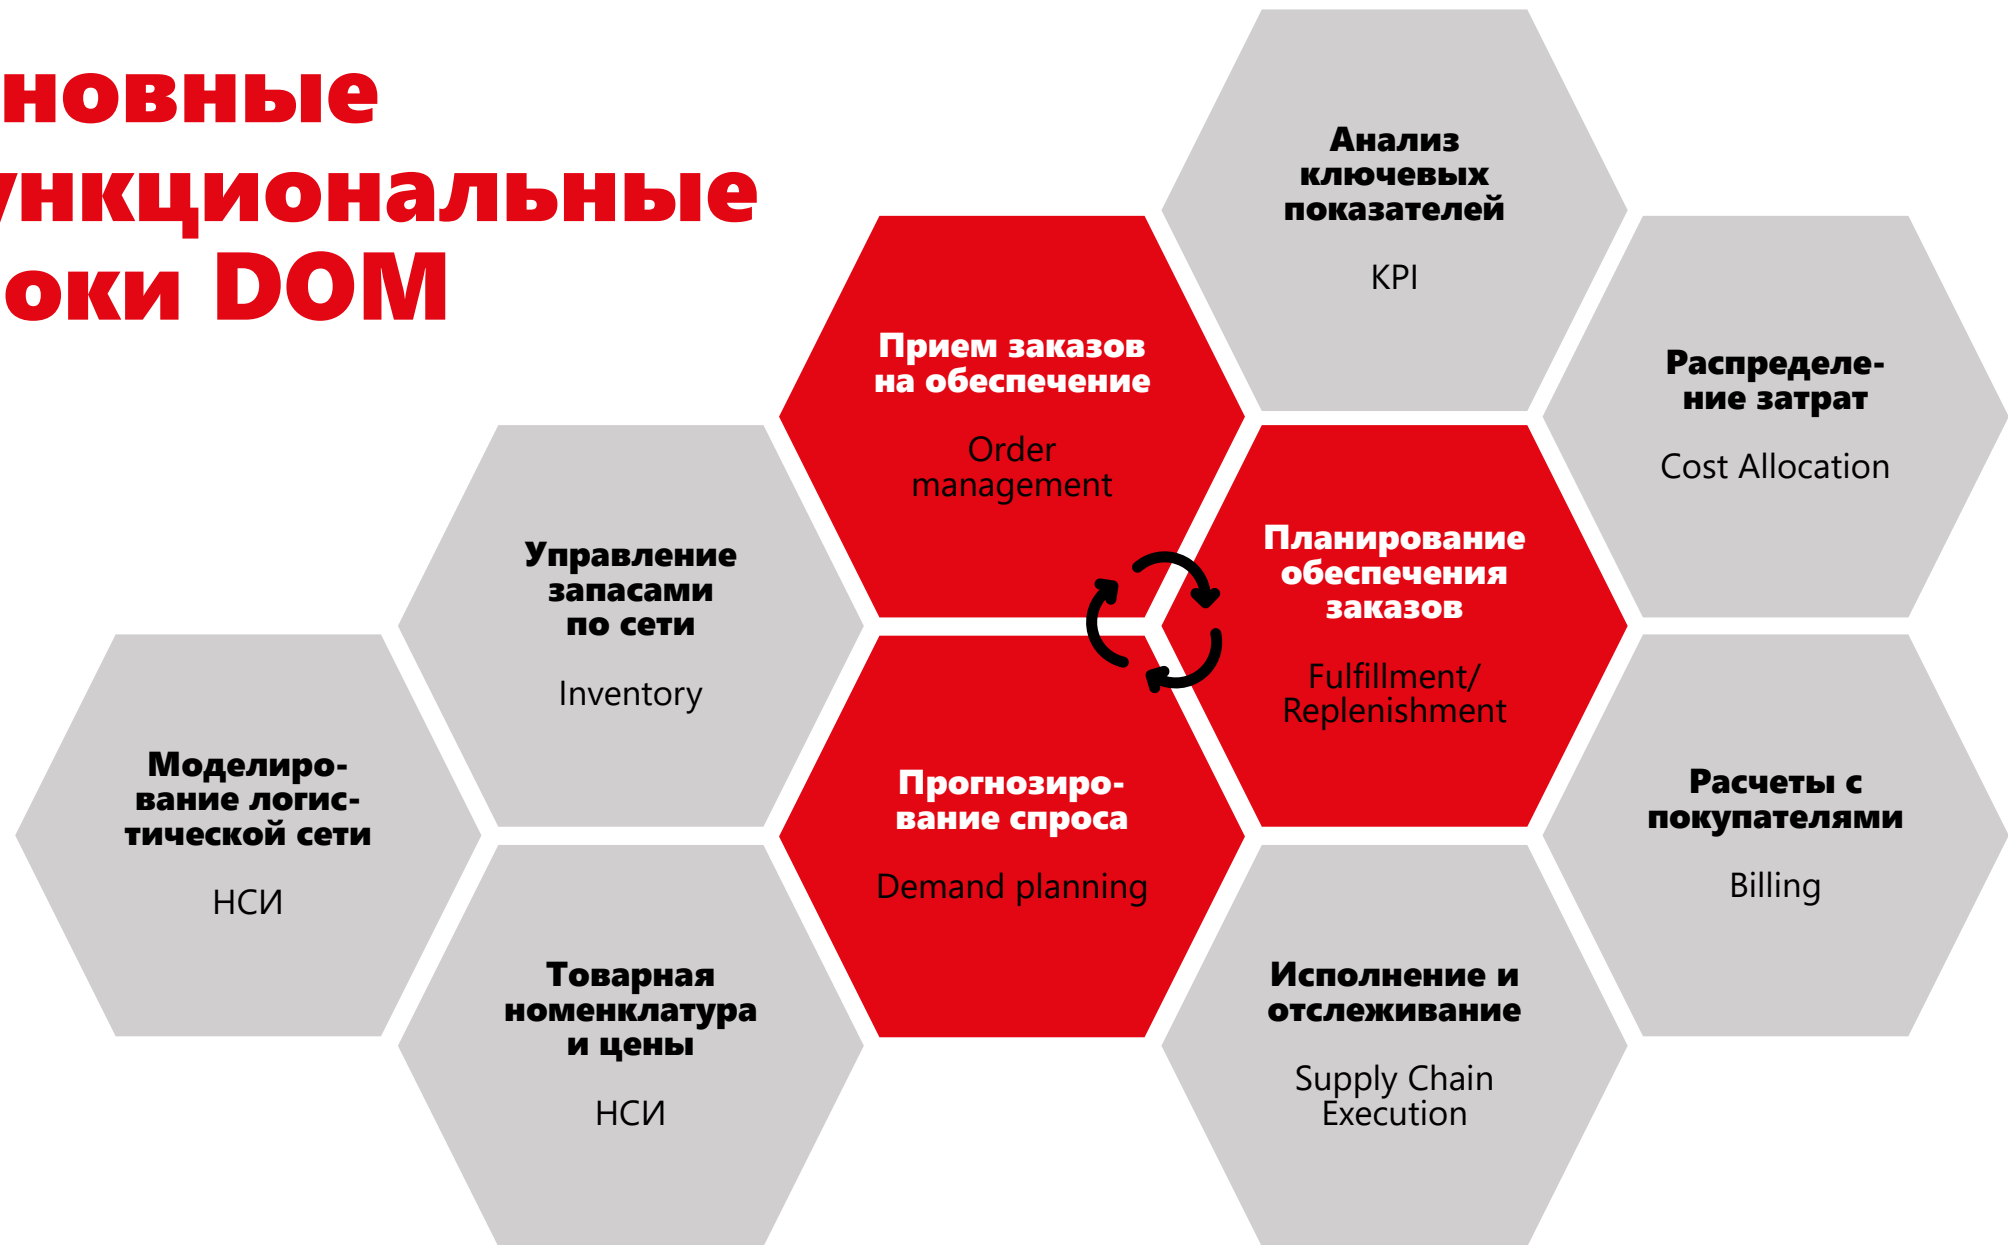 новные
ункциональные
оки DOM
Анализ
ключевых
показателей
KPI
Прием заказов
на обеспечение
Order
management
Распределе-
ние затрат
Cost Allocation
Управление
запасами
по сети
Inventory
Планирование
обеспечения
заказов
Fulfillment/
Replenishment
Моделиро-
вание логис-
тической сети
НСИ
Прогнозиро-
вание спроса
Demand planning
Расчеты с
покупателями
Billing
Товарная
номенклатура
и цены
НСИ
Исполнение и
отслеживание
Supply Chain
Execution